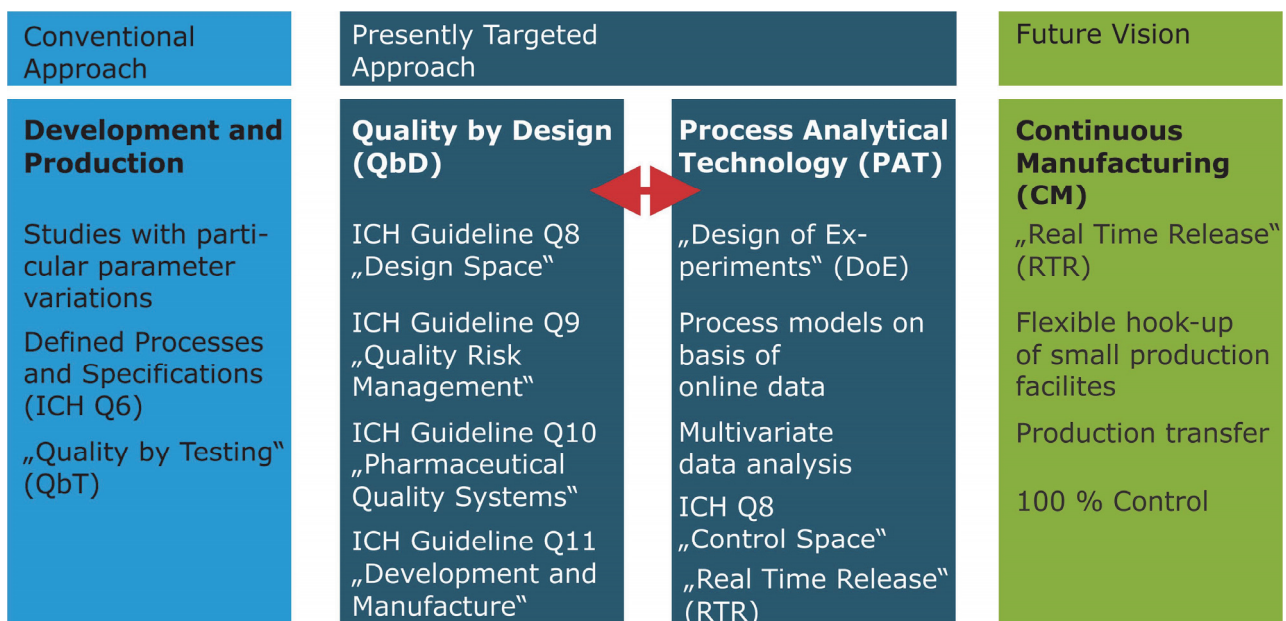 Conventional
Approach
Presently Targeted
Approach
Future Vision
Development and
Production
Studies with parti-
cular parameter
variations
Defined Processes
and Specifications
(ICH Q6)
„Quality by Testing“
(QbT)
Quality by Design
(QbD)
ICH Guideline Q8
„Design Space“
ICH Guideline Q9
„Quality Risk
Management“
ICH Guideline Q10
„Pharmaceutical
Quality Systems“
ICH Guideline Q11
„Development and
Manufacture“
Process Analytical
Technology (PAT)
„Design of Ex-
periments“ (DoE)
Process models on
basis of
online data
Multivariate
data analysis
ICH Q8
„Control Space“
„Real Time Release“
(RTR)
Continuous
Manufacturing
(CM)
„Real Time Release“
(RTR)
Flexible hook-up
of small production
facilites
Production transfer
100 % Control